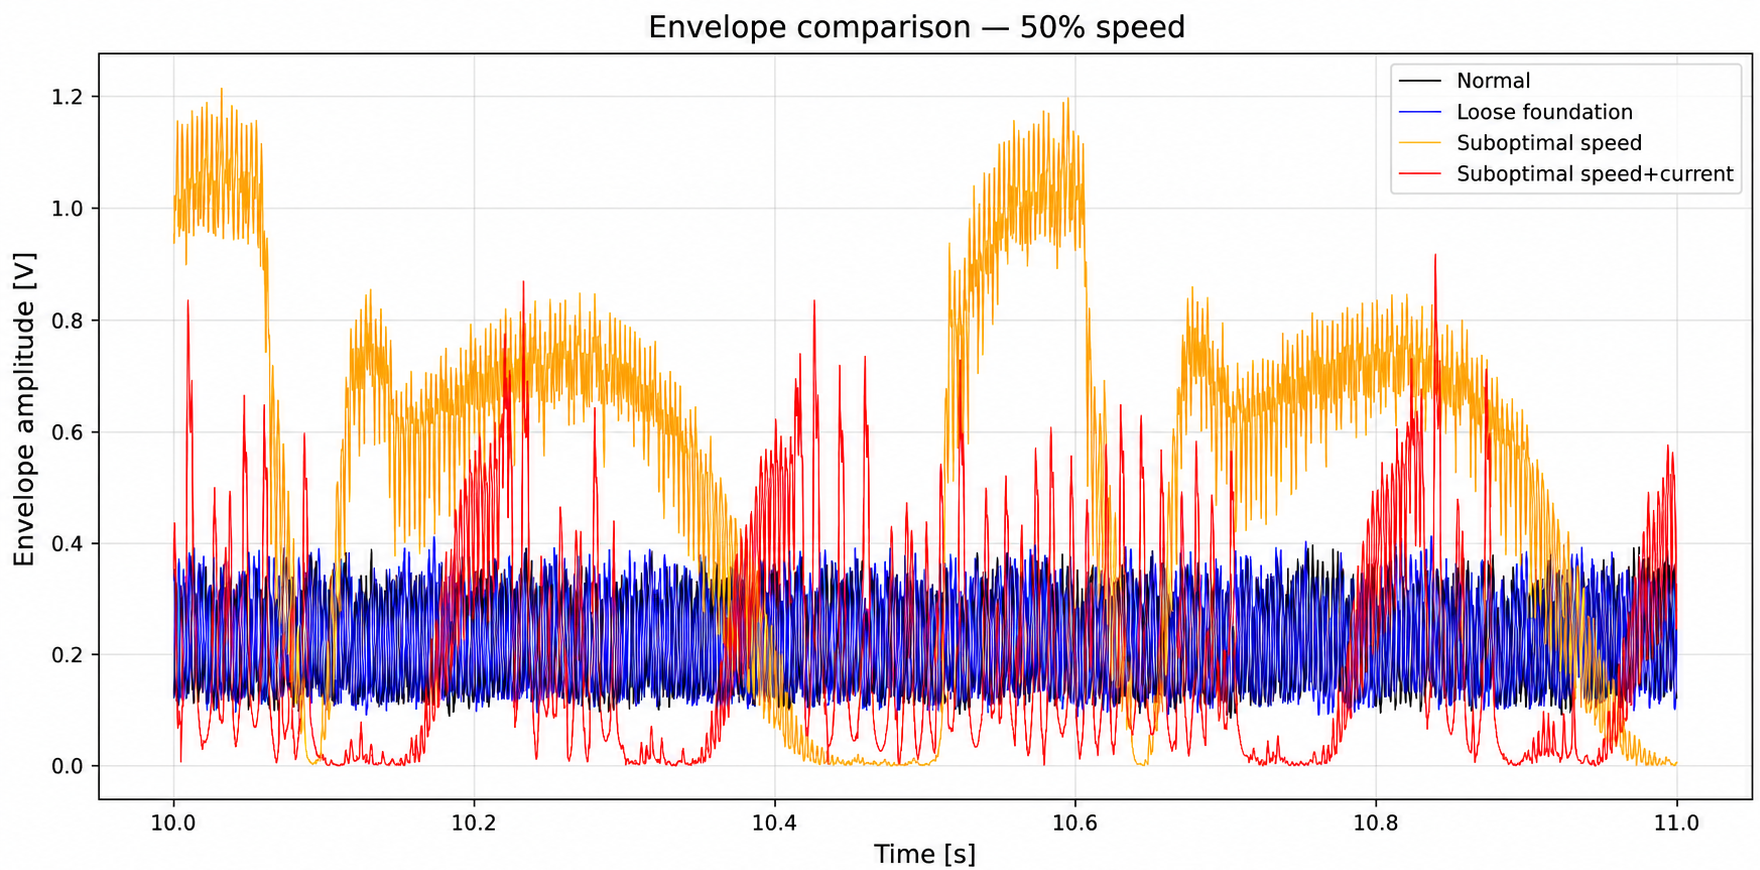 Envelope comparison — 50% speed
Normal
Loose foundation
Suboptimal speed
Suboptimal speed+current
Envelope amplitude [V]
1.2
1.0
0.8
0.6
0.4
0.2
0.0
10.0 10.2 10.4 10.6 10.8 11.0
Time [s]